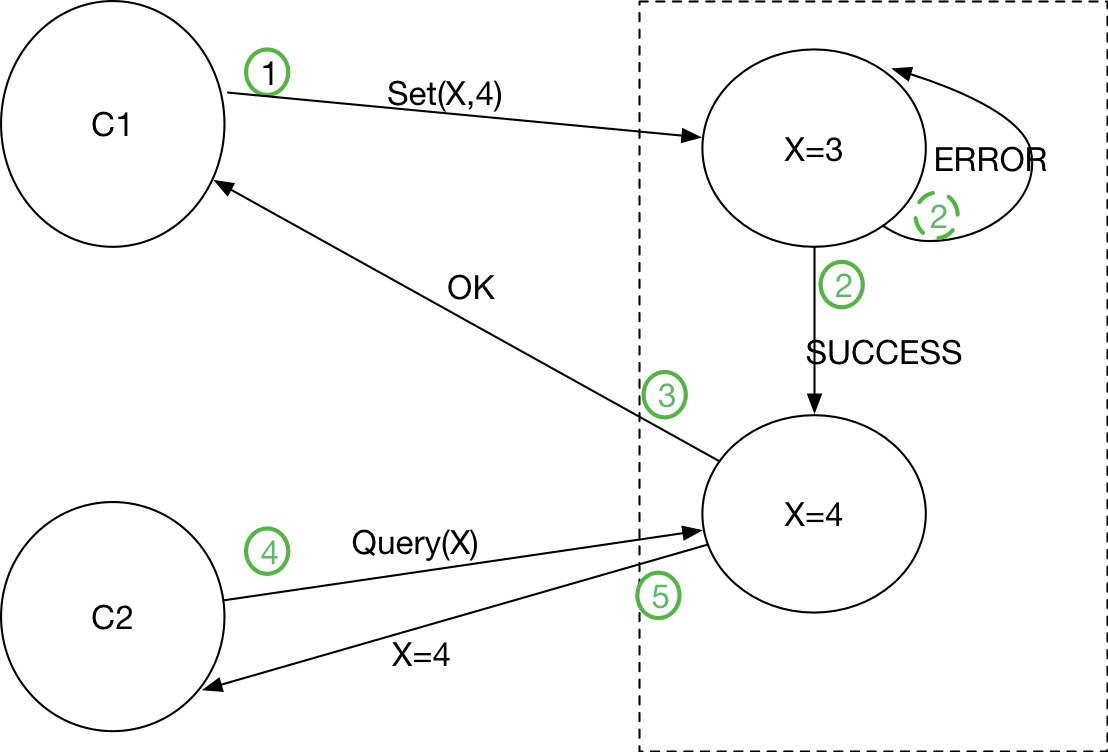 1
Set(X,4)
C1
X=3
ERROR
2
2
OK
SUCCESS
3
X=4
4
Query(X)
5
C2
X=4